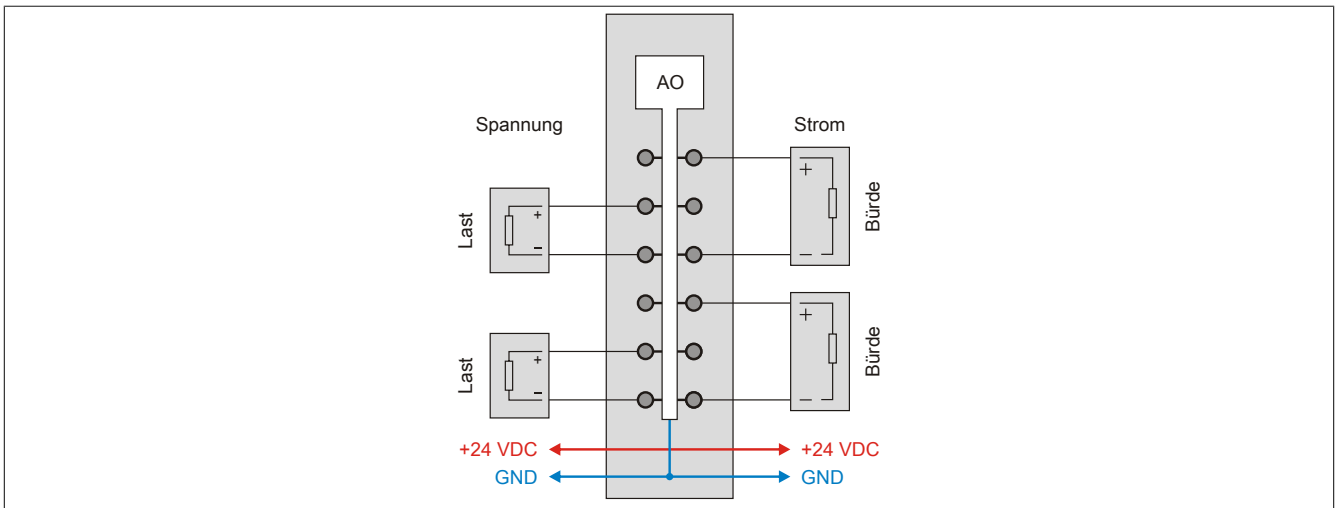 AO
Spannung
Strom
Last
+
−
+
−
Bürde
Last
+
−
+
−
Bürde
+24 VDC
+24 VDC
GND
GND